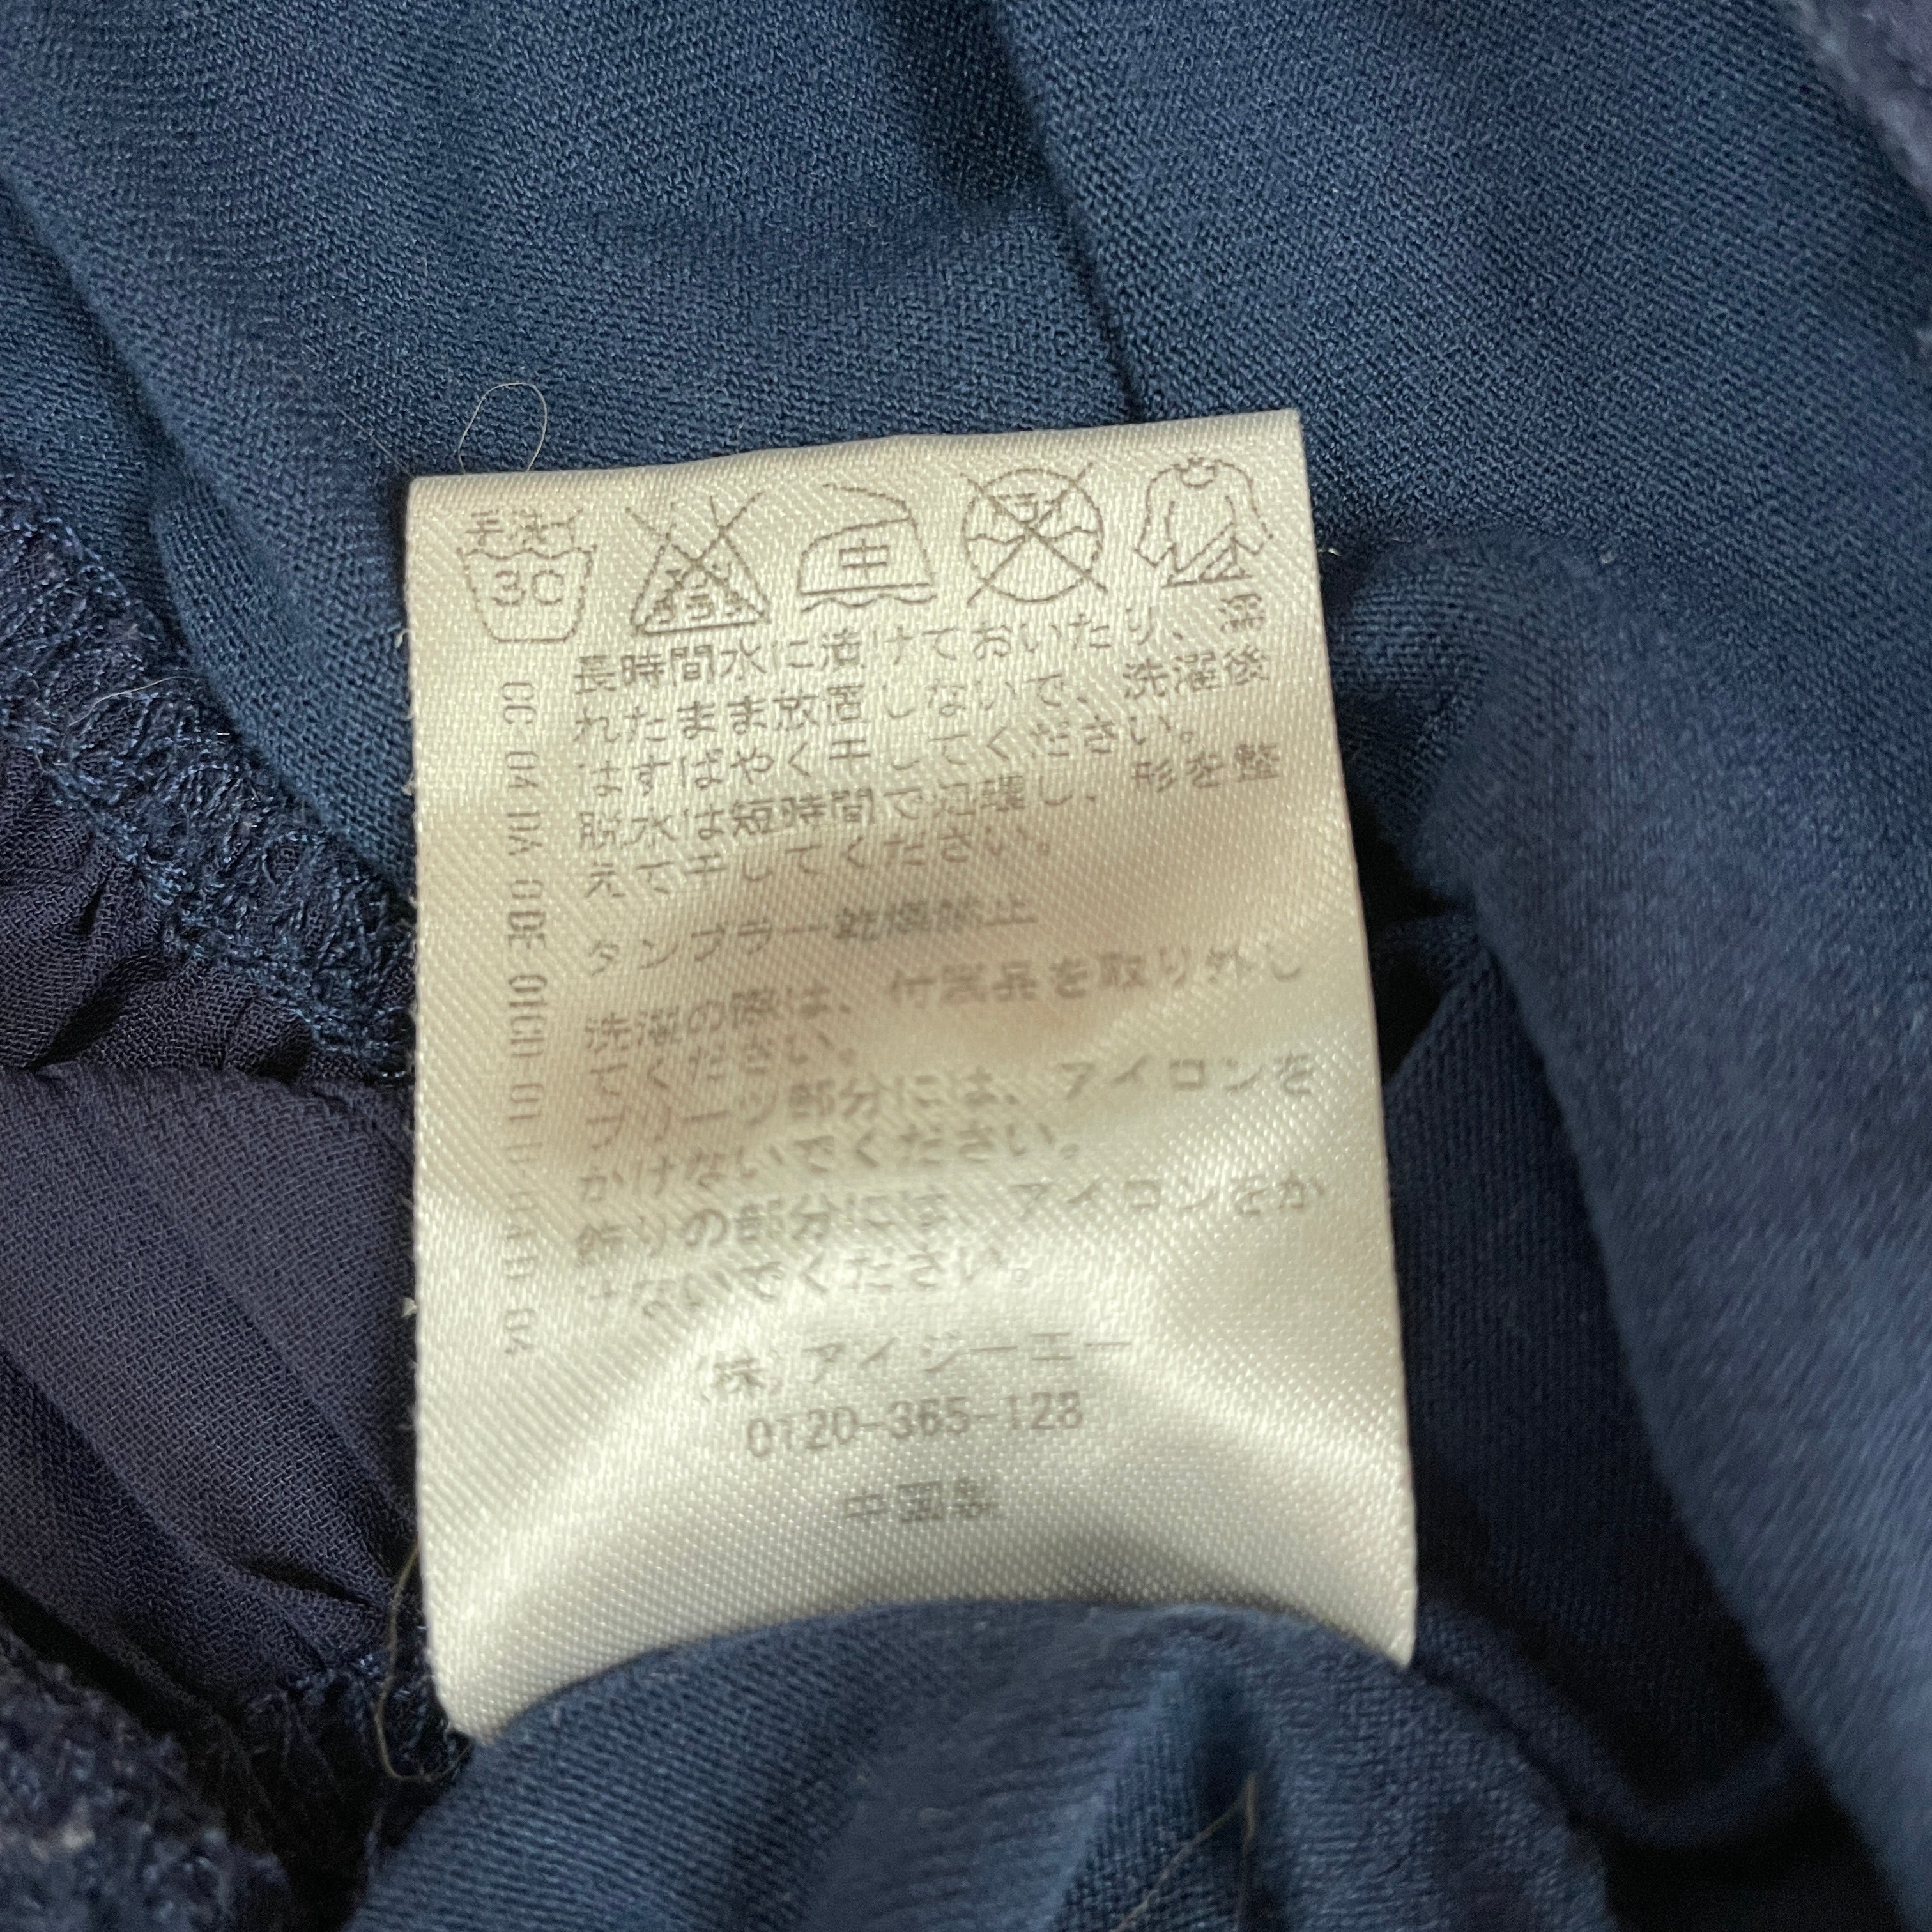 手洗イ
30
中
長時間水に漬けておいたり、濡
れたまま放置しないで、洗濯後
はすばやく干してください。
脱水は短時間で処理し、形を整
えて干してください。
タンブラー乾燥禁止
洗濯の際は、付属品を取り外し
てください。
プリーツ部分には、アイロンを
かけないでください。
飾りの部分には、アイロンをか
けないでください。
(株)アイジーエー
0120-365-128
中国製